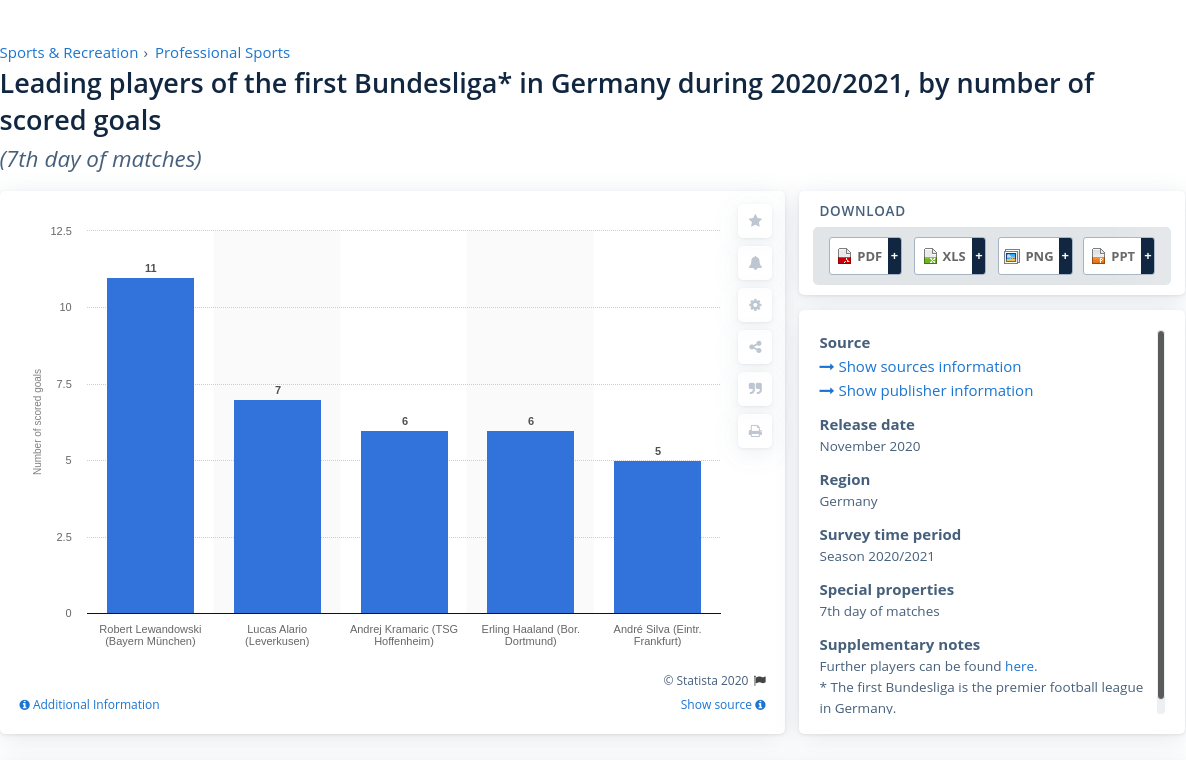 Sports & Recreation › Professional Sports
Leading players of the first Bundesliga* in Germany during 2020/2021, by number of
scored goals
(7th day of matches)
12.5
10
7.5
5
2.5
0
Number of scored goals
11
7
6
6
5
Robert Lewandowski
(Bayern München)
Lucas Alario
(Leverkusen)
Andrej Kramaric (TSG
Hoffenheim)
Erling Haaland (Bor.
Dortmund)
André Silva (Eintr.
Frankfurt)
© Statista 2020
Additional Information
Show source
DOWNLOAD
PDF + XLS + PNG + PPT +
Source
Show sources information
Show publisher information
Release date
November 2020
Region
Germany
Survey time period
Season 2020/2021
Special properties
7th day of matches
Supplementary notes
Further players can be found here.
* The first Bundesliga is the premier football league
in Germany.